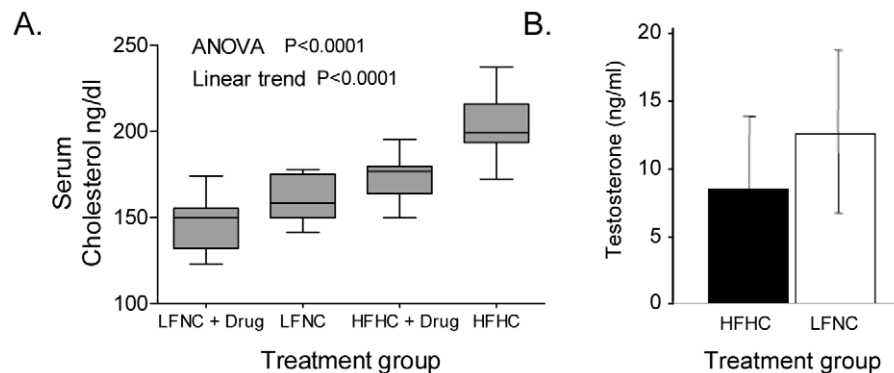 A.
ANOVA P<0.0001
Linear trend P<0.0001
Serum
Cholesterol ng/dl
250
200
150
100
LFNC + Drug
LFNC
HFHC + Drug
HFHC
Treatment group
B.
Testosterone (ng/ml)
20
15
10
5
0
HFHC
LFNC
Treatment group